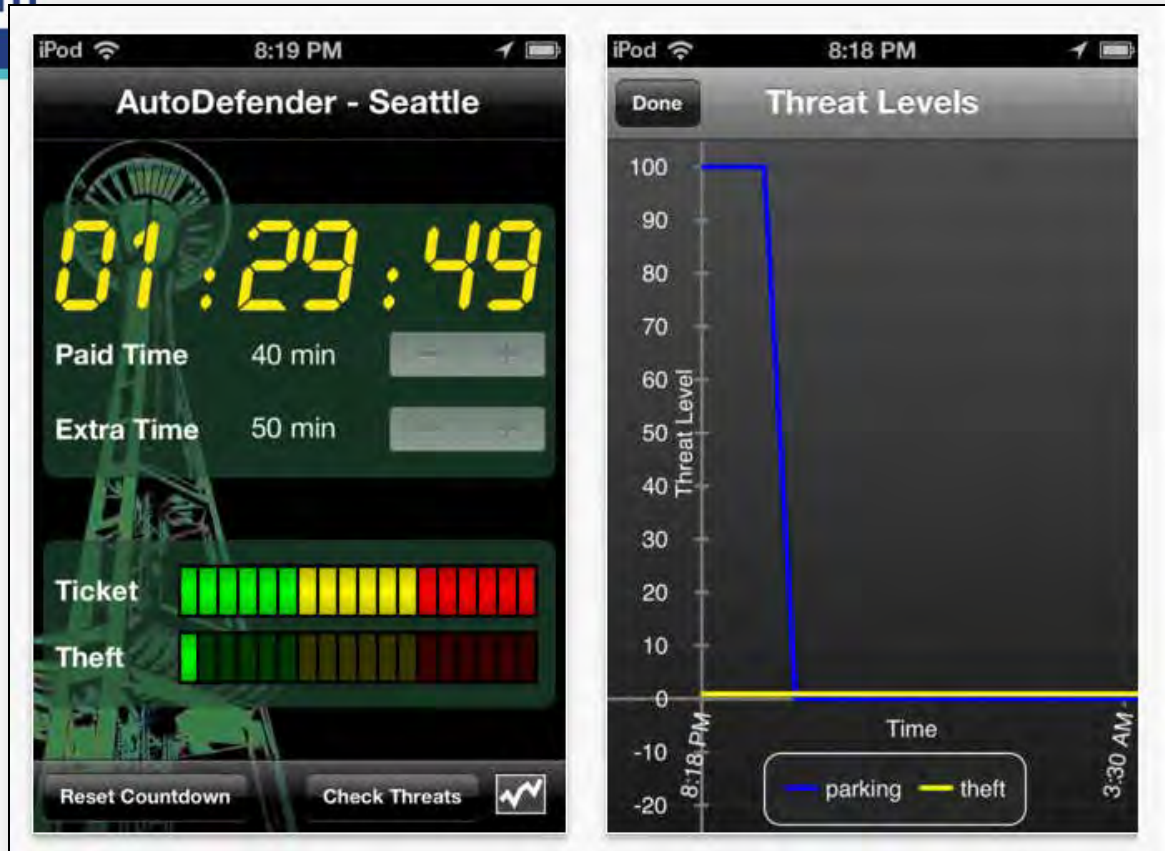 iPod 8:19 PM
AutoDefender - Seattle
01:29:49
Paid Time 40 min - +
Extra Time 50 min - +
Ticket
Theft
Reset Countdown Check Threats
iPod 8:18 PM
Done Threat Levels
100
90
80
70
60
50
40
30
20
10
0
-10
-20
Threat Level
Time
8:18 PM
3:30 AM
parking theft